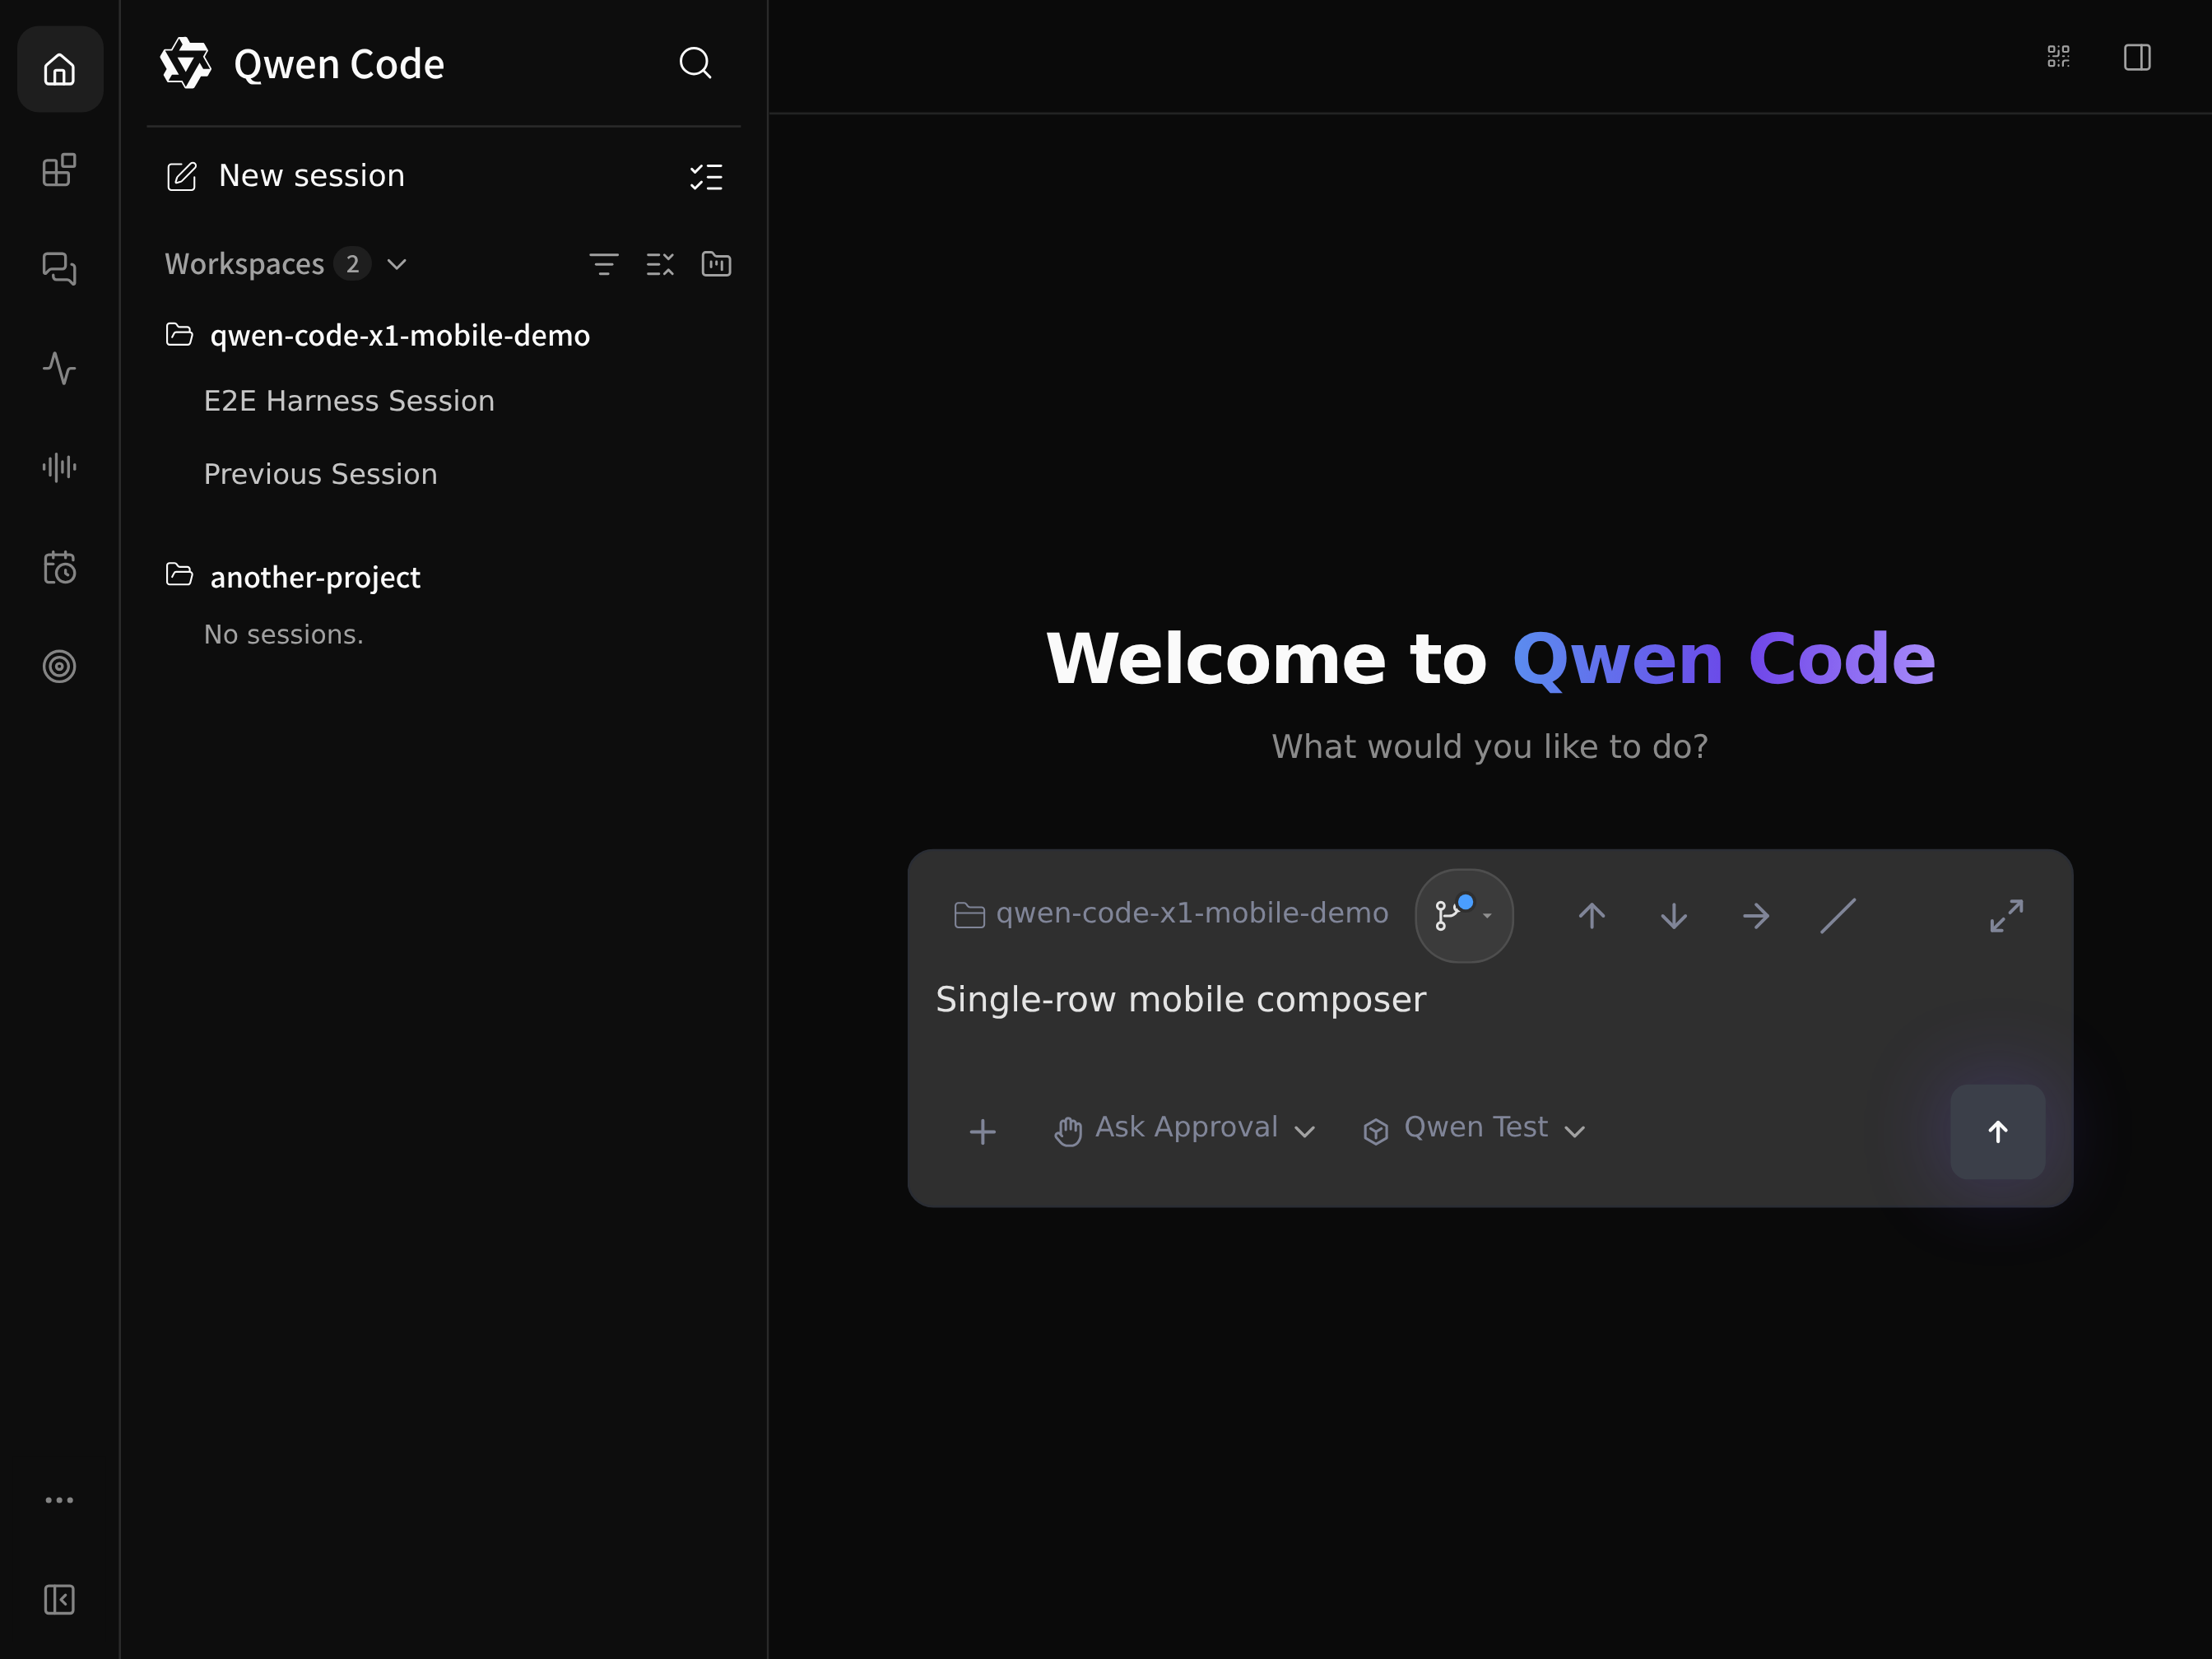 Qwen Code
New session
Workspaces 2
qwen-code-x1-mobile-demo
E2E Harness Session
Previous Session
another-project
No sessions.
Welcome to Qwen Code
What would you like to do?
qwen-code-x1-mobile-demo
Single-row mobile composer
Ask Approval
Qwen Test